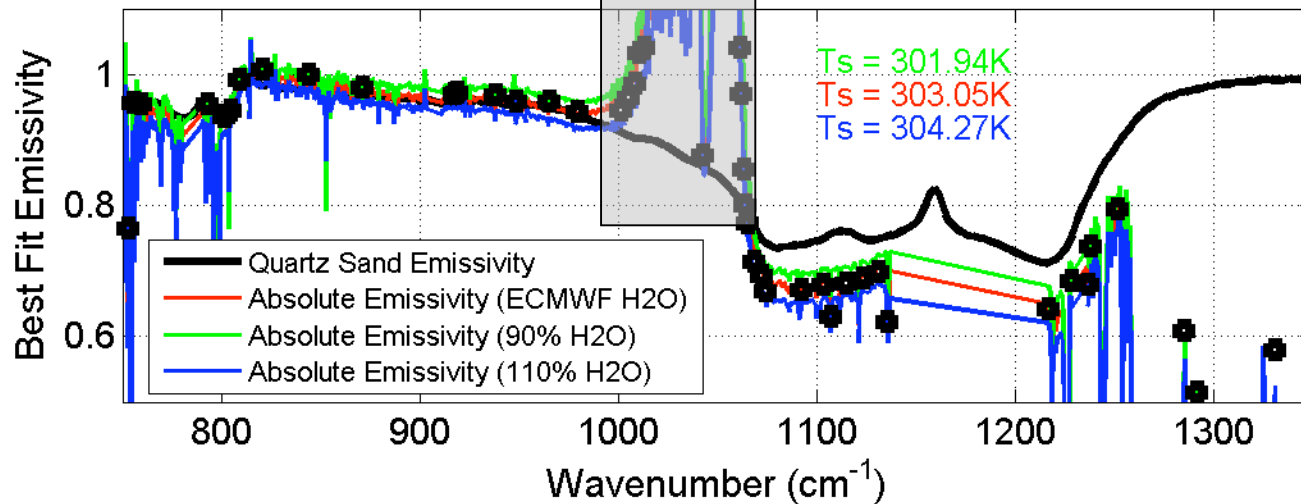 Best Fit Emissivity
1
0.8
0.6
Ts = 301.94K
Ts = 303.05K
Ts = 304.27K
Quartz Sand Emissivity
Absolute Emissivity (ECMWF H2O)
Absolute Emissivity (90% H2O)
Absolute Emissivity (110% H2O)
800 900 1000 1100 1200 1300
Wavenumber (cm⁻¹)